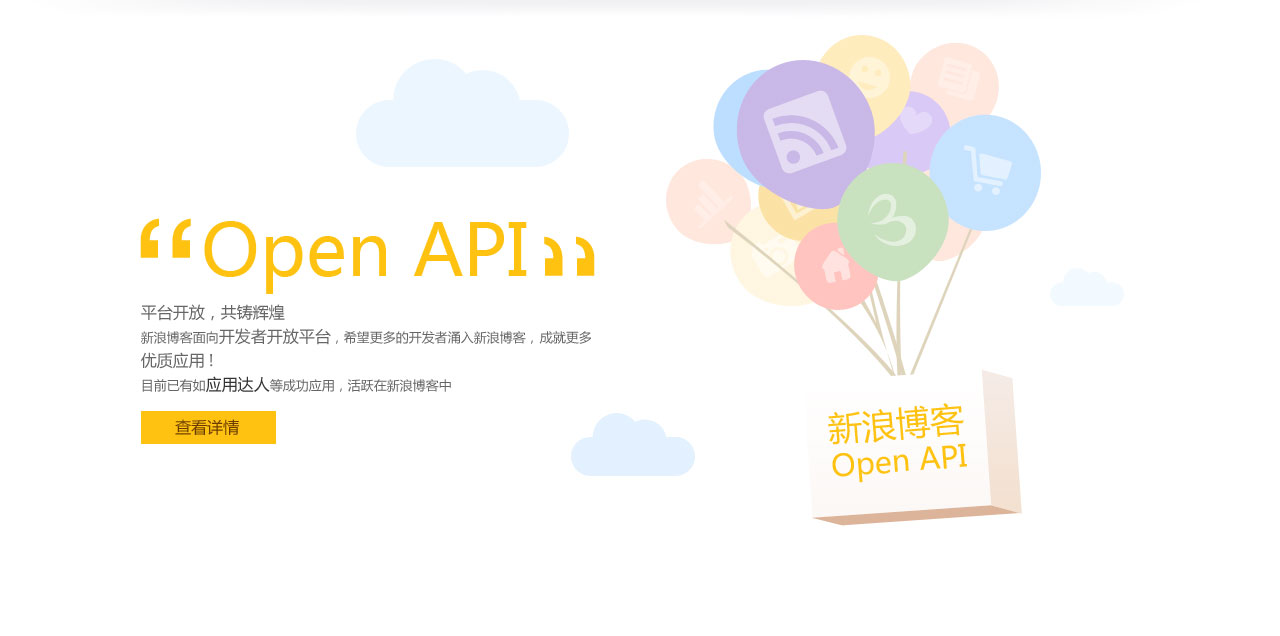 “Open API”
平台开放，共铸辉煌
新浪博客面向开发者开放平台，希望更多的开发者涌入新浪博客，成就更多
优质应用！
目前已有如应用达人等成功应用，活跃在新浪博客中
查看详情
新浪博客
Open API